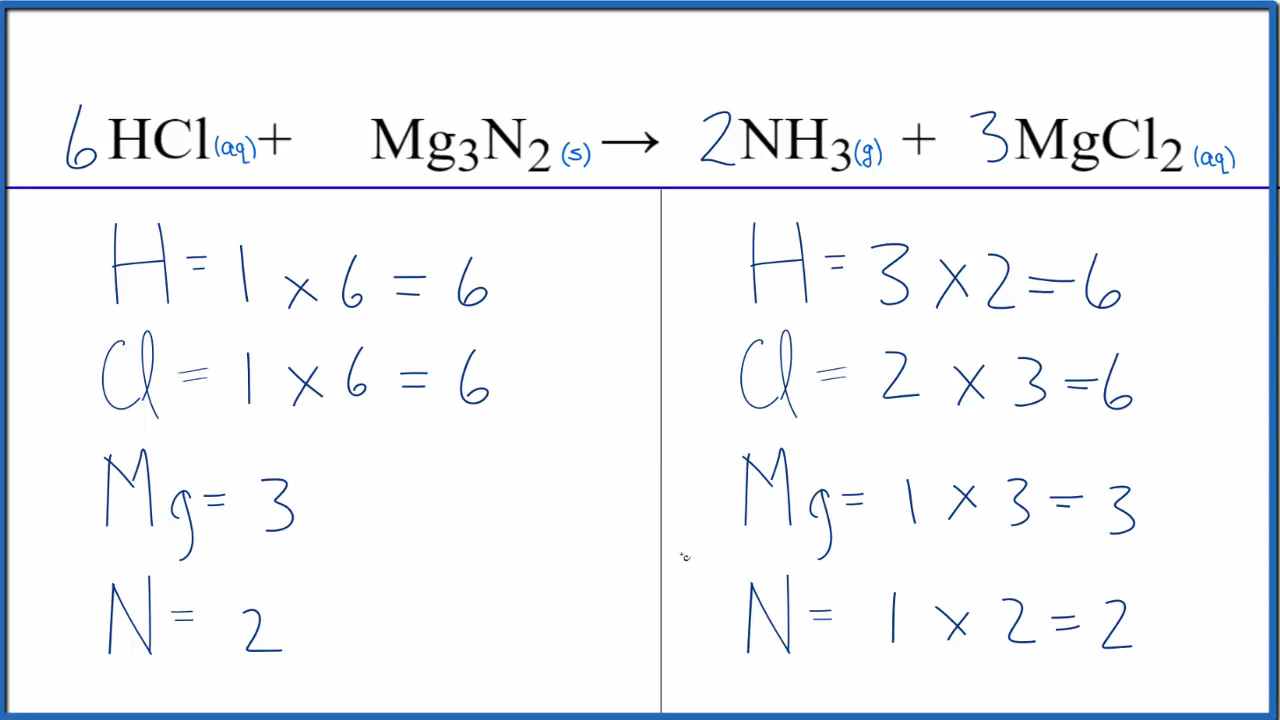 6HCl(aq)+ Mg₃N₂(s)→ 2NH₃(g) + 3MgCl₂(aq)
H = 1 x 6 = 6
Cl = 1 x 6 = 6
Mg = 3
N = 2
H = 3 x 2 = 6
Cl = 2 x 3 = 6
Mg = 1 x 3 = 3
N = 1 x 2 = 2